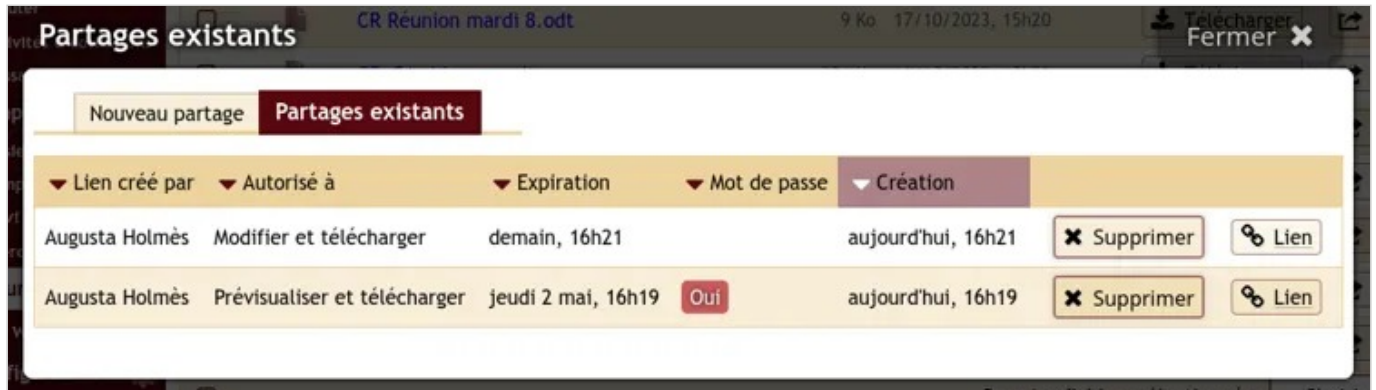 CR Réunion mardi 8.odt 9 Ko 17/10/2023, 15h20 Télécharger
Partages existants Fermer
Nouveau partage Partages existants
Lien créé par Autorisé à Expiration Mot de passe Création
Augusta Holmès Modifier et télécharger demain, 16h21 aujourd'hui, 16h21 Supprimer Lien
Augusta Holmès Prévisualiser et télécharger jeudi 2 mai, 16h19 Oui aujourd'hui, 16h19 Supprimer Lien